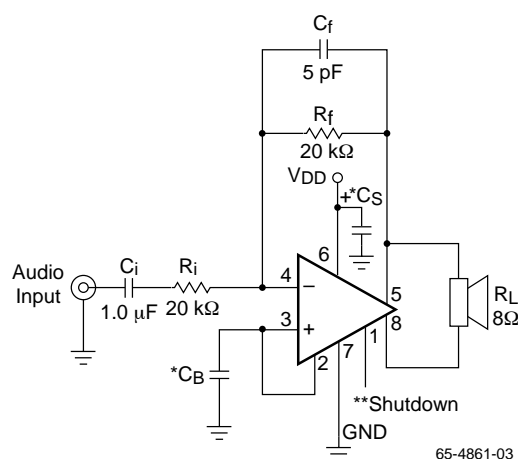 Cf
5 pF
Rf
20 kΩ
VDD
+
*CS
6
Audio
Input
Ci
1.0 μF
Ri
20 kΩ
4
−
3
+
5
8
RL
8Ω
1
2
7
*CB
**Shutdown
GND
65-4861-03